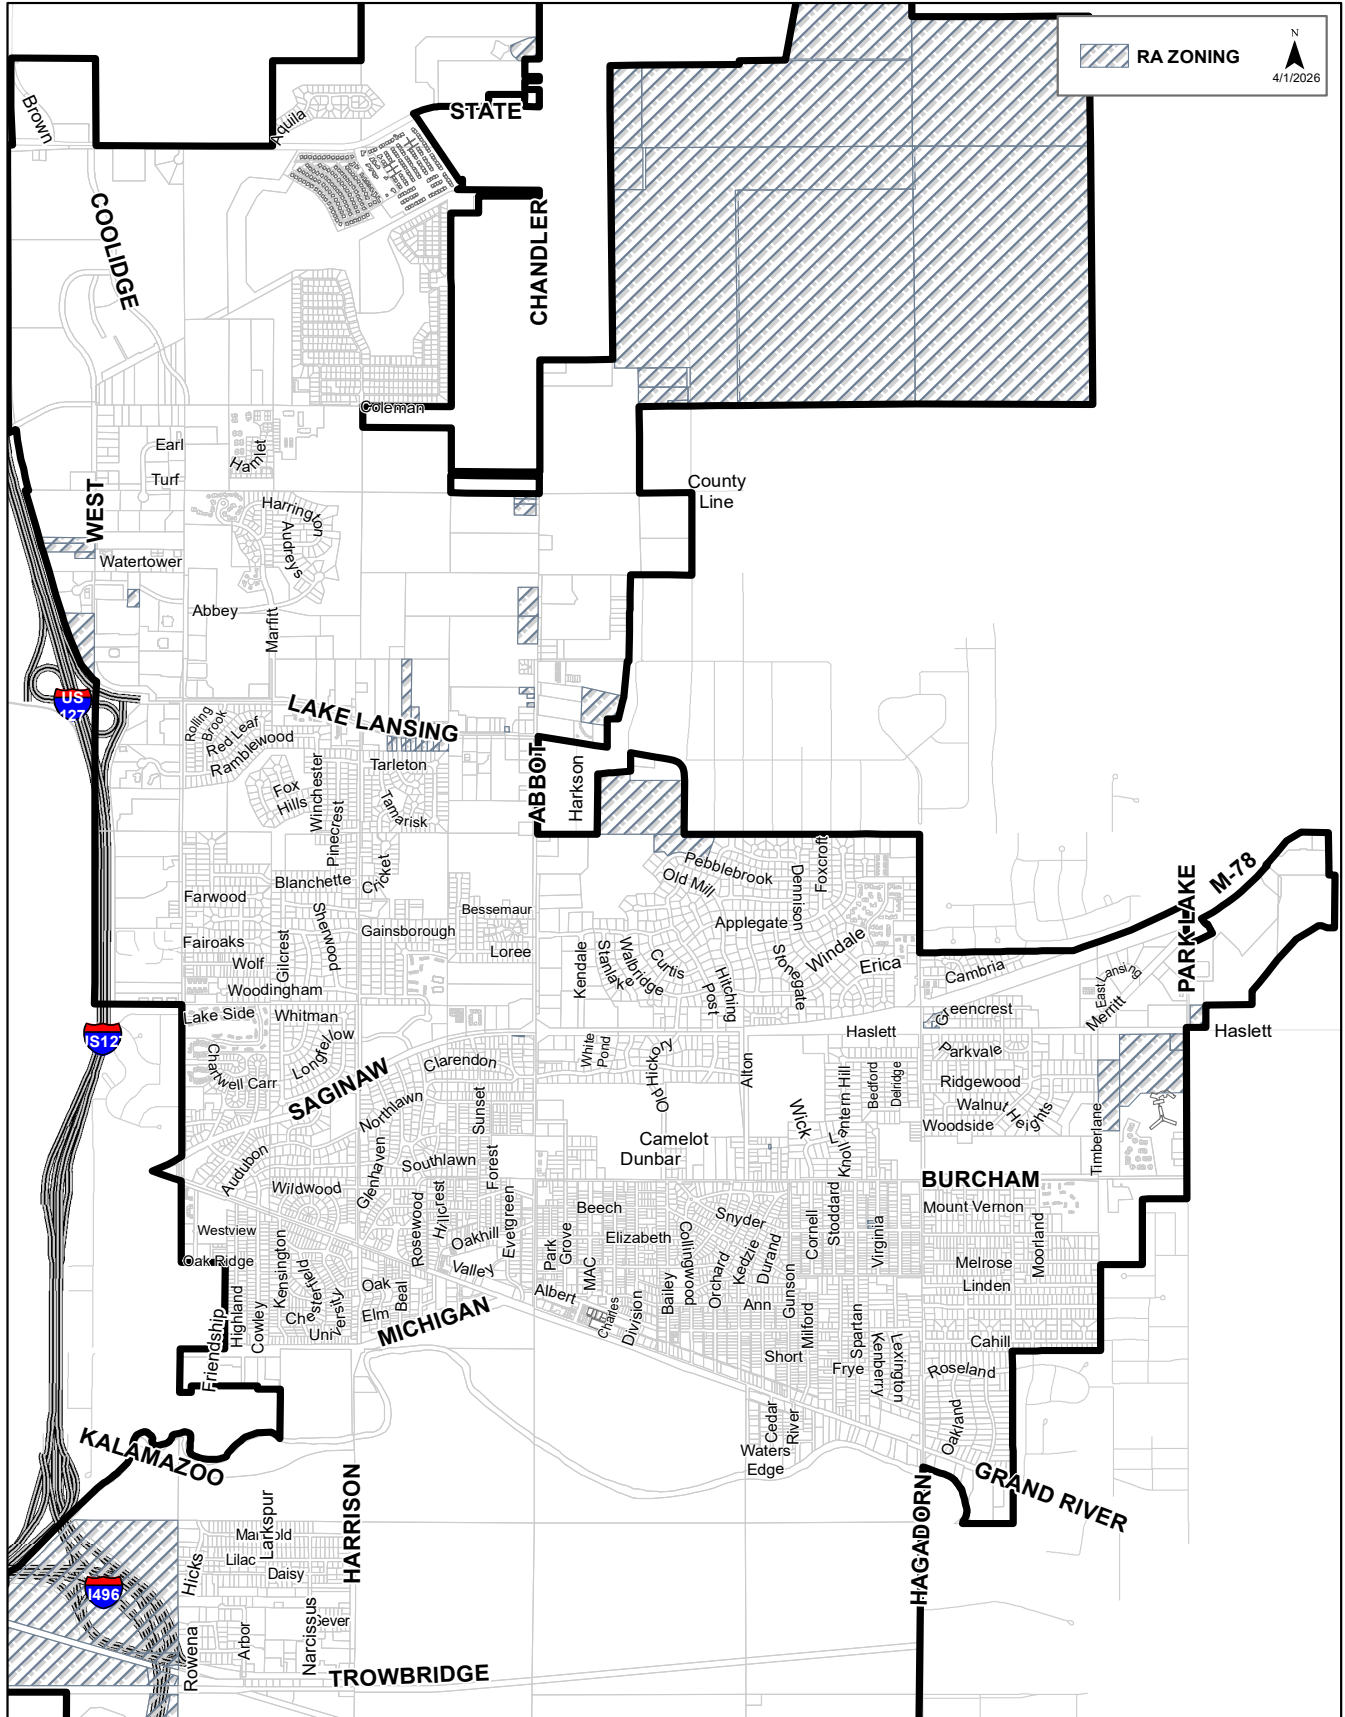 RA ZONING
N
4/1/2026
Brown
Aquila
STATE
COOLIDGE
CHANDLER
Coleman
Earl
Hamlet
Turf
WEST
County
Line
Harrington
Audreys
Watertower
Abbey
Marfitt
US
127
LAKE LANSING
Rolling
Brook
Red Leaf
Ramblewood
ABBOT
Harkson
Tarleton
Winchester
Fox
Hills
Tamarisk
Pinecrest
Foxcroft
Pebblebrook
Dennison
Old Mill
M-78
PARK LAKE
Cricket
Blanchette
Farwood
Bessemaur
Sherwood
Applegate
Gainsborough
Fairoaks
Gilcrest
Wolf
Loree
Kendale
Stanlake
Walbridge
Curtis
Hitching
Post
Stonegate
Windale
Erica
Cambria
East Lansing
Merritt
Woodingham
Lake Side
Whitman
Greencrest
Haslett
Haslett
US127
Longfellow
Chartwell Carr
SAGINAW
Clarendon
White
Pond
Old Hickory
Alton
Parkvale
Ridgewood
Bedford
Delridge
Lantern Hill
Walnut Heights
Woodside
Northlawn
Sunset
Wick
Knoll
Timberlane
Camelot
Dunbar
Audubon
Glenhaven
Southlawn
Forest
Wildwood
BURCHAM
Mount Vernon
Westview
Rosewood
Hillcrest
Oakhill
Evergreen
Beech
Snyder
Cornell
Stoddard
Virginia
Moorland
Park
Grove
Elizabeth
Collingwood
Oak Ridge
Kensington
Valley
MAC
Bailey
Orchard
Kedzie
Durand
Melrose
Linden
Chesterfield
Oak
Beal
Elm
Albert
Charles
Division
Ann
Gunson
Milford
Highland
Cowley
University
MICHIGAN
Friendship
Short
Spartan
Frye
Kenberry
Lexington
Cahill
Roseland
Cedar
River
Oakland
Waters
Edge
KALAMAZOO
HARRISON
GRAND RIVER
HAGADORN
Larkspur
Lilac
Daisy
Hicks
I496
Narcissus
Arbor
Rowena
TROWBRIDGE